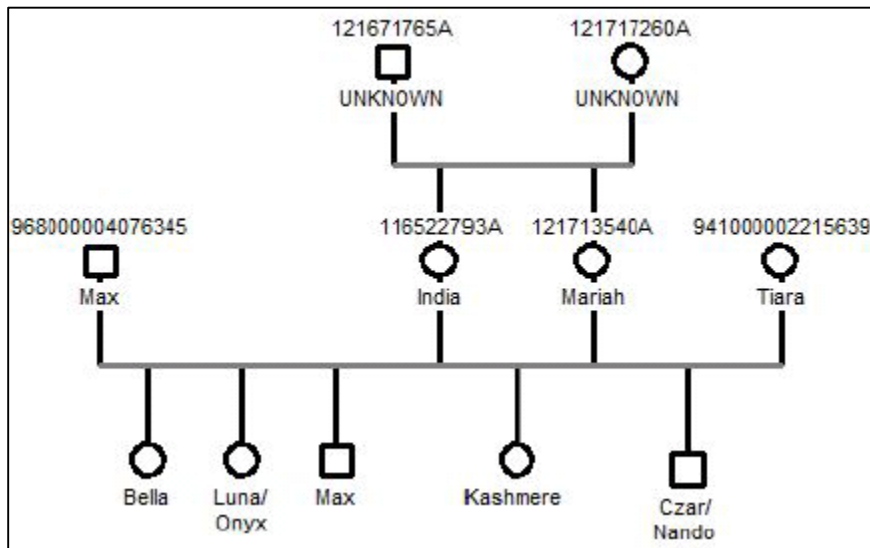 121671765A 121717260A
UNKNOWN UNKNOWN
968000004076345 116522793A 121713540A 941000002215639
Max India Mariah Tiara
Bella Luna/ Max Kashmere Czar/
Onyx Nando